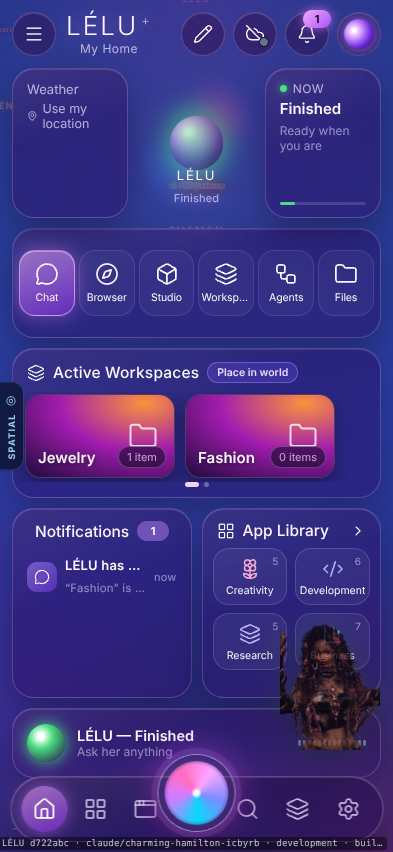 1
LÉLU +
My Home
Weather
Use my
location
LÉLU
Finished
NOW
Finished
Ready when
you are
Chat
Browser
Studio
Worksp...
Agents
Files
SPATIAL
Active Workspaces
Place in world
Jewelry
1 item
Fashion
0 items
Notifications
1
LÉLU has ...
now
“Fashion” is ...
App Library
5
Creativity
6
Development
5
Research
7
LÉLU — Finished
Ask her anything
LÉLU d722abc · claude/charming-hamilton-icbyrb · development · buil…